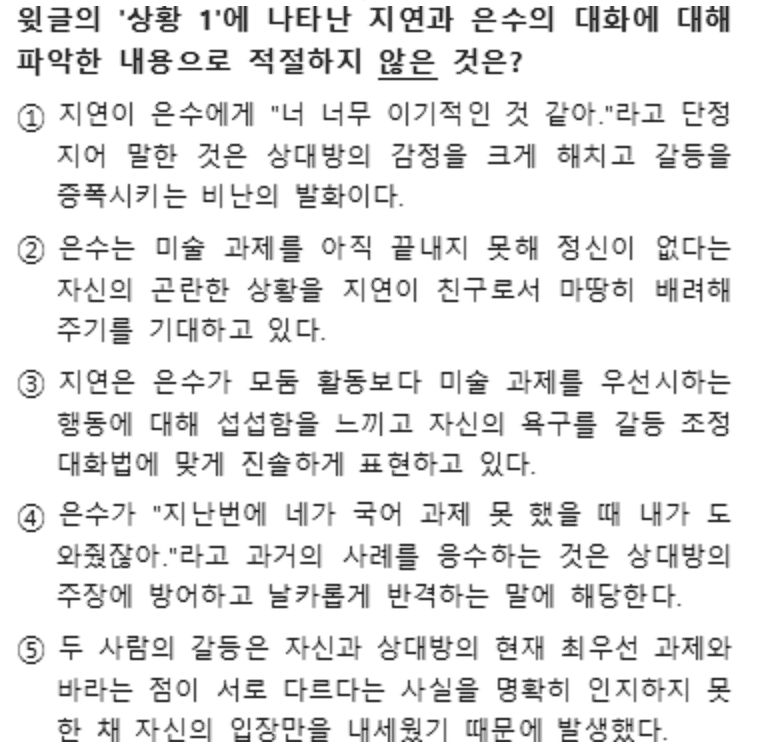 윗글의 '상황 1'에 나타난 지연과 은수의 대화에 대해
파악한 내용으로 적절하지 않은 것은?
① 지연이 은수에게 "너 너무 이기적인 것 같아."라고 단정
지어 말한 것은 상대방의 감정을 크게 해치고 갈등을
증폭시키는 비난의 발화이다.
② 은수는 미술 과제를 아직 끝내지 못해 정신이 없다는
자신의 곤란한 상황을 지연이 친구로서 마땅히 배려해
주기를 기대하고 있다.
③ 지연은 은수가 모둠 활동보다 미술 과제를 우선시하는
행동에 대해 섭섭함을 느끼고 자신의 욕구를 갈등 조정
대화법에 맞게 진솔하게 표현하고 있다.
④ 은수가 "지난번에 네가 국어 과제 못 했을 때 내가 도
와줬잖아."라고 과거의 사례를 응수하는 것은 상대방의
주장에 방어하고 날카롭게 반격하는 말에 해당한다.
⑤ 두 사람의 갈등은 자신과 상대방의 현재 최우선 과제와
바라는 점이 서로 다르다는 사실을 명확히 인지하지 못
한 채 자신의 입장만을 내세웠기 때문에 발생했다.